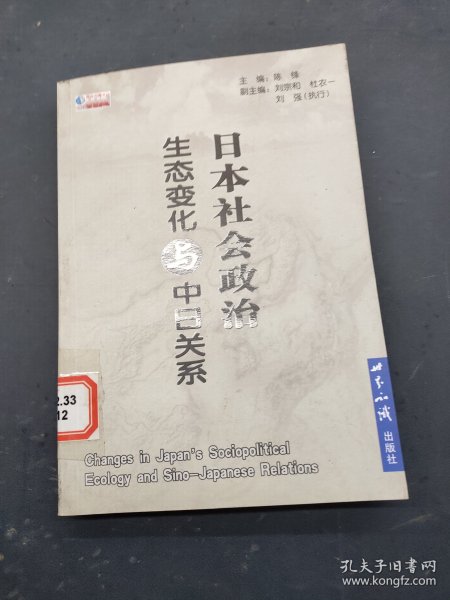 主 编：陈 峰
副主编：刘宗和 杜农一
刘 强（执行）
日本社会政治
生态变化与中日关系
世界知识
出版社
2.33
12
Changes in Japan's Sociopolitical
Ecology and Sino-Japanese Relations
孔夫子旧书网
www.kongfz.com